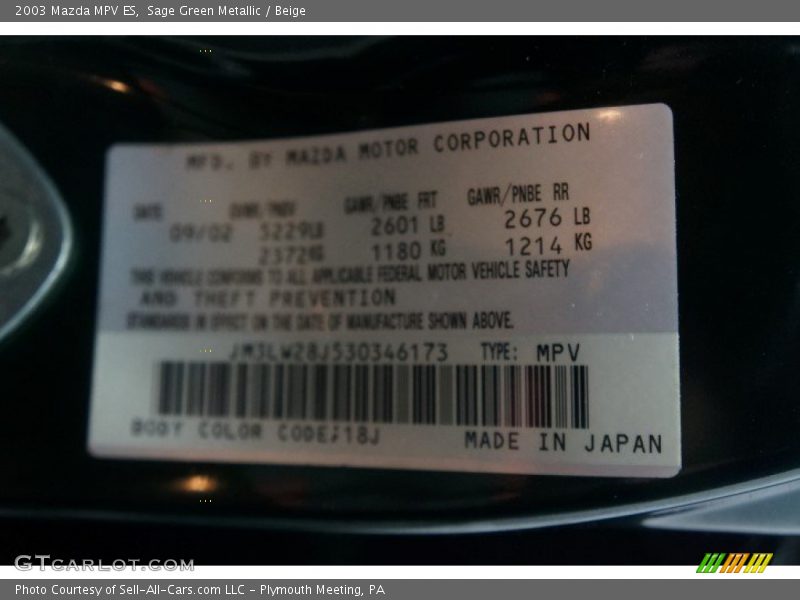 2003 Mazda MPV ES, Sage Green Metallic / Beige
MFD. BY MAZDA MOTOR CORPORATION
DATE GVWR/PNBV GAWR/PNBE FRT GAWR/PNBE RR
09/02 5229LB 2601 LB 2676 LB
2372KG 1180 KG 1214 KG
THIS VEHICLE CONFORMS TO ALL APPLICABLE FEDERAL MOTOR VEHICLE SAFETY
AND THEFT PREVENTION
STANDARDS IN EFFECT ON THE DATE OF MANUFACTURE SHOWN ABOVE.
JM3LW28J530346173 TYPE: MPV
BODY COLOR CODE;18J MADE IN JAPAN
GTCARLOT.COM
Photo Courtesy of Sell-All-Cars.com LLC - Plymouth Meeting, PA